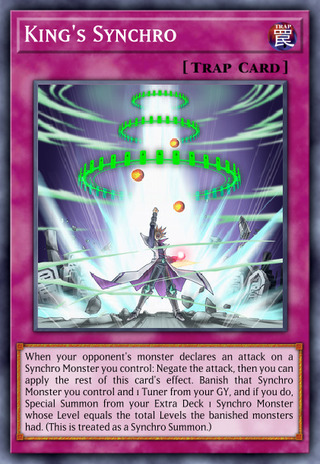 King's Synchro
TRAP
罠
[Trap Card]
When your opponent's monster declares an attack on a
Synchro Monster you control: Negate the attack, then you can
apply the rest of this card's effect. Banish that Synchro
Monster you control and 1 Tuner from your GY, and if you do,
Special Summon from your Extra Deck 1 Synchro Monster
whose Level equals the total Levels the banished monsters
had. (This is treated as a Synchro Summon.)